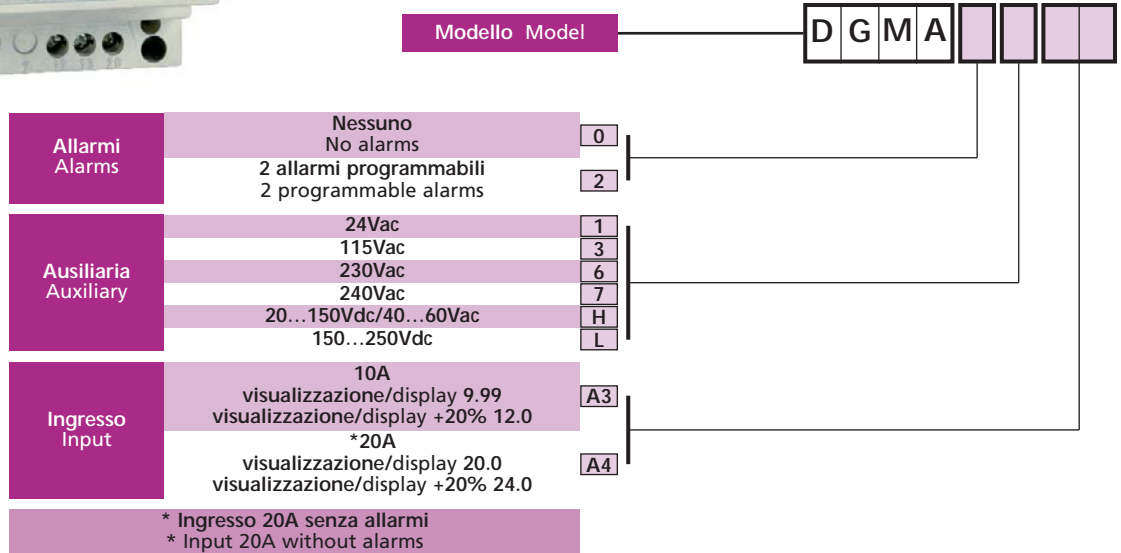 Modello Model
D G M A
Allarmi
Alarms
Nessuno
No alarms
0
2 allarmi programmabili
2 programmable alarms
2
Ausiliaria
Auxiliary
24Vac
1
115Vac
3
230Vac
6
240Vac
7
20...150Vdc/40...60Vac
H
150...250Vdc
L
Ingresso
Input
10A
visualizzazione/display 9.99
visualizzazione/display +20% 12.0
A3
*20A
visualizzazione/display 20.0
visualizzazione/display +20% 24.0
A4
* Ingresso 20A senza allarmi
* Input 20A without alarms